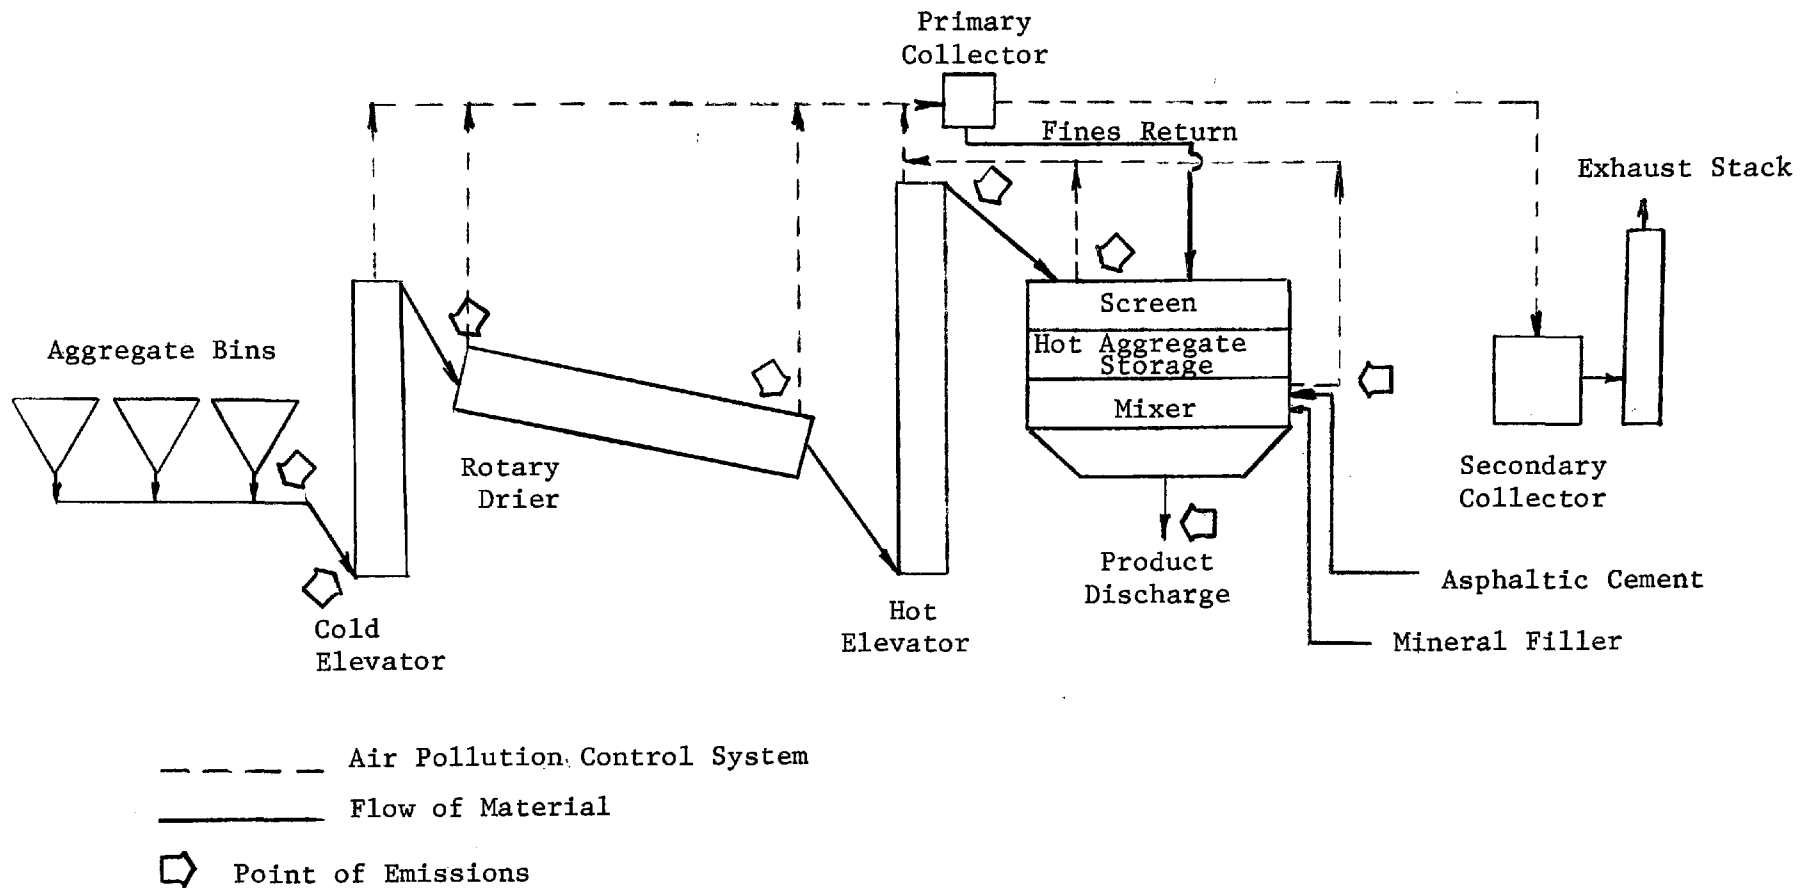 Primary
Collector
Fines Return
Exhaust Stack
Screen
Aggregate Bins
Hot Aggregate
Storage
Mixer
Rotary
Drier
Secondary
Collector
Product
Discharge
Asphaltic Cement
Hot
Elevator
Cold
Elevator
Mineral Filler
Air Pollution Control System
Flow of Material
Point of Emissions